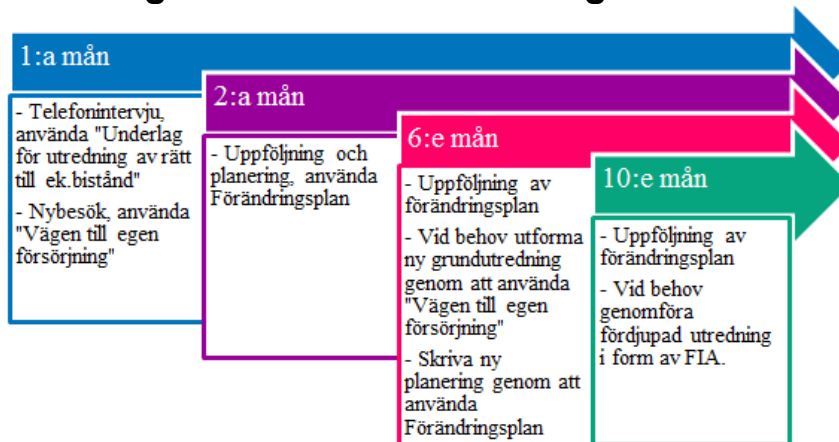 1:a mån
- Telefonintervju,
använda "Underlag
för utredning av rätt
till ek.bistånd"
- Nybesök, använda
"Vägen till egen
försörjning"
2:a mån
- Uppföljning och
planering, använda
Förändringsplan
6:e mån
- Uppföljning av
förändringsplan
- Vid behov utforma
ny grundutredning
genom att använda
"Vägen till egen
försörjning"
- Skriva ny
planering genom att
använda
Förändringsplan
10:e mån
- Uppföljning av
förändringsplan
- Vid behov
genomföra
fördjupad utredning
i form av FIA.